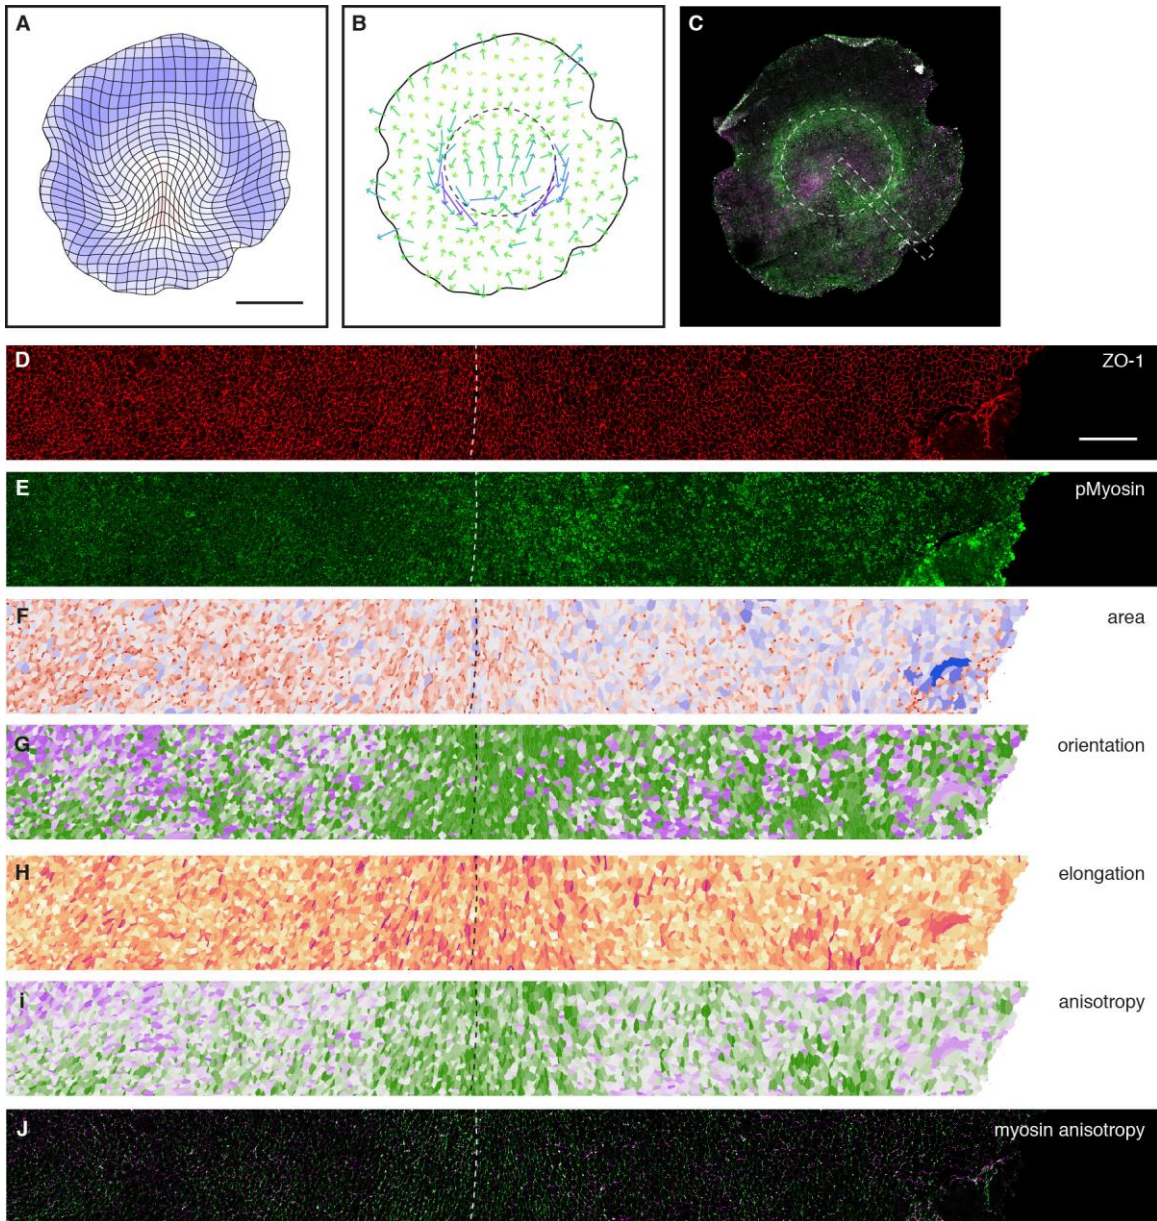 A
B
C
D
ZO-1
E
pMyosin
F
area
G
orientation
H
elongation
i
anisotropy
J
myosin anisotropy